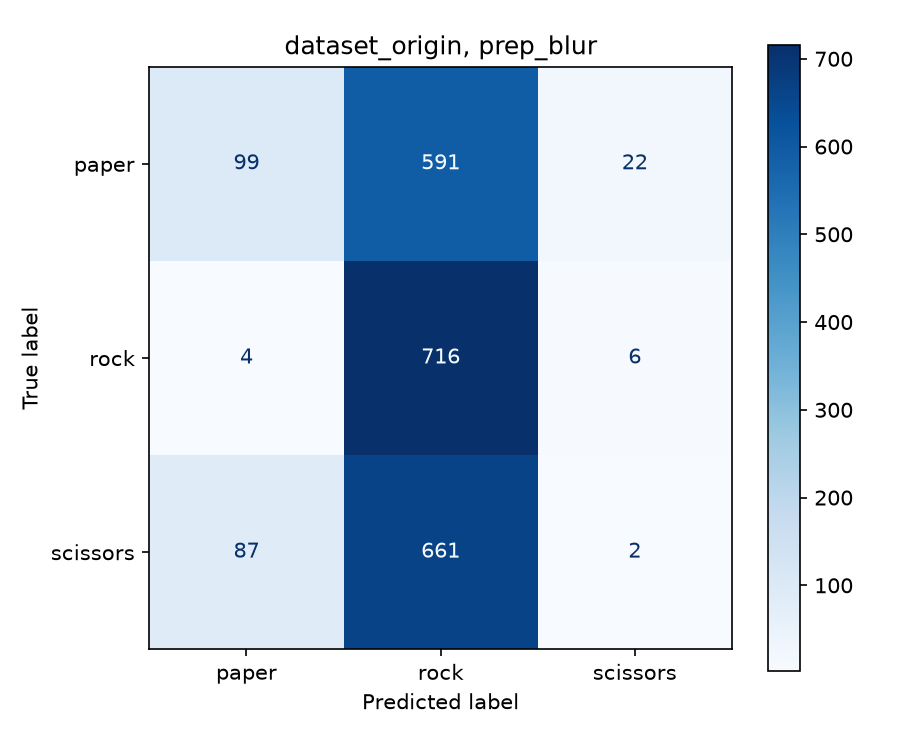 dataset_origin, prep_blur
True label
paper
99
591
22
rock
4
716
6
scissors
87
661
2
paper
rock
scissors
Predicted label
700
600
500
400
300
200
100